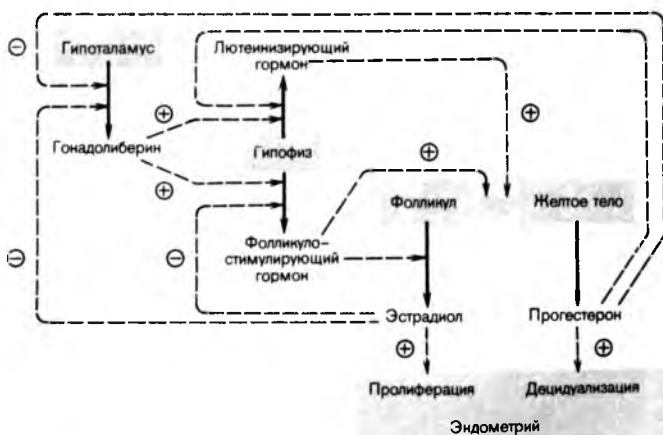 Гипоталамус
Лютеинизирующий
гормон
Гонадолиберин
Гипофиз
Фолликул
Желтое тело
Фолликуло-
стимулирующий
гормон
Эстрадиол
Прогестерон
Пролиферация
Децидуализация
Эндометрий